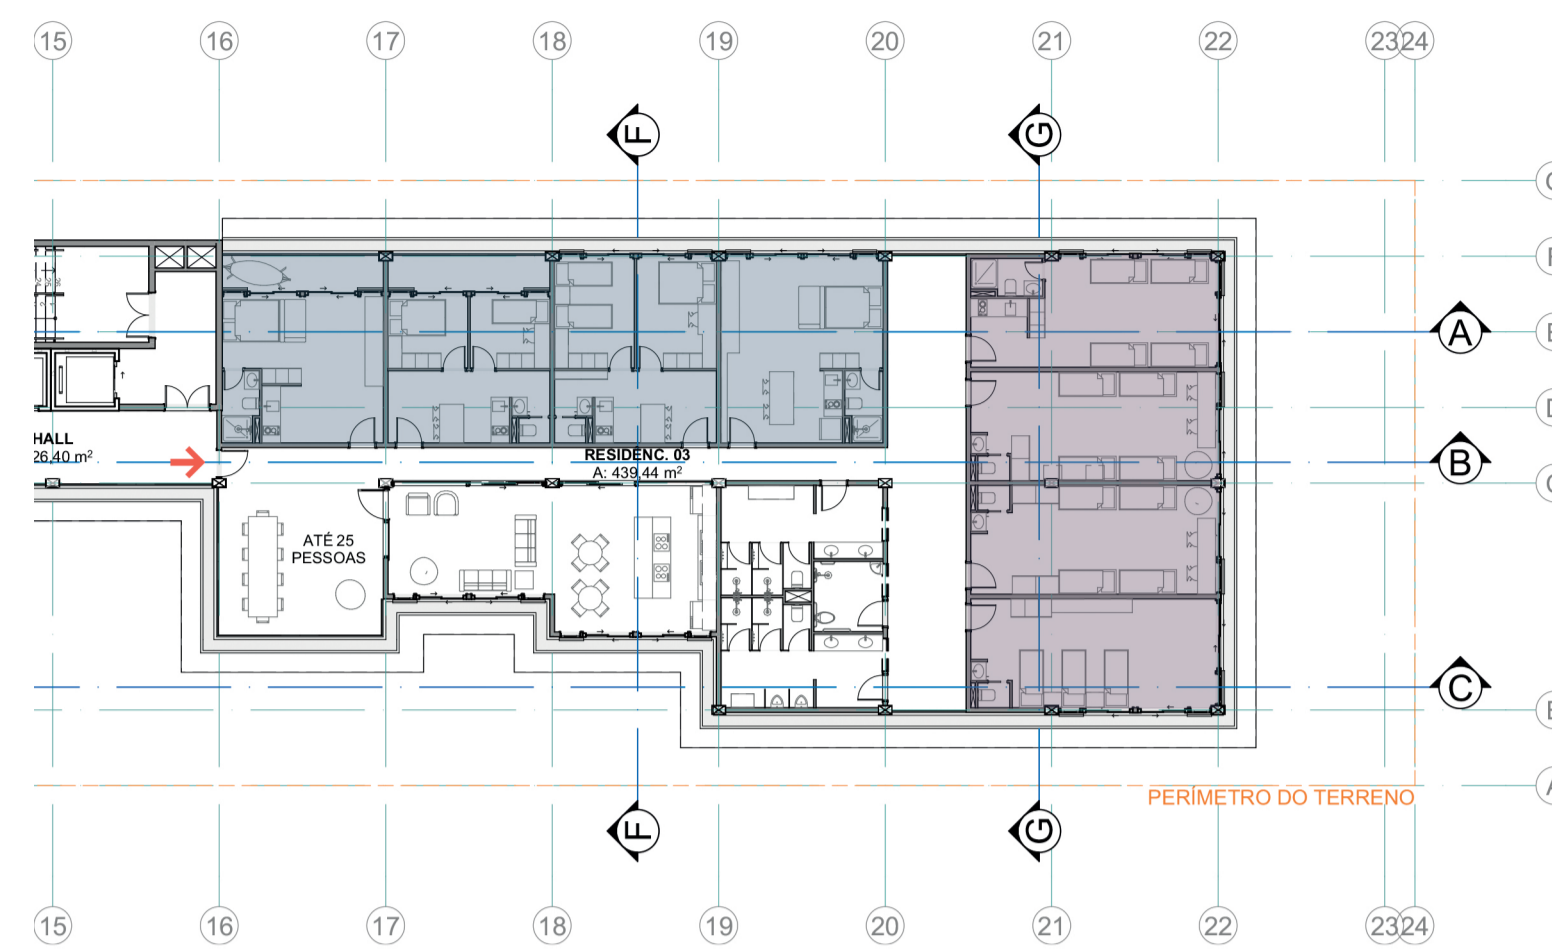 15 16 17 18 19 20 21 22 23 24
F G
A
HALL
26.40 m²
RESIDENC. 03
A: 439.44 m²
B
ATÉ 25
PESSOAS
C
PERÍMETRO DO TERRENO
F G
15 16 17 18 19 20 21 22 23 24